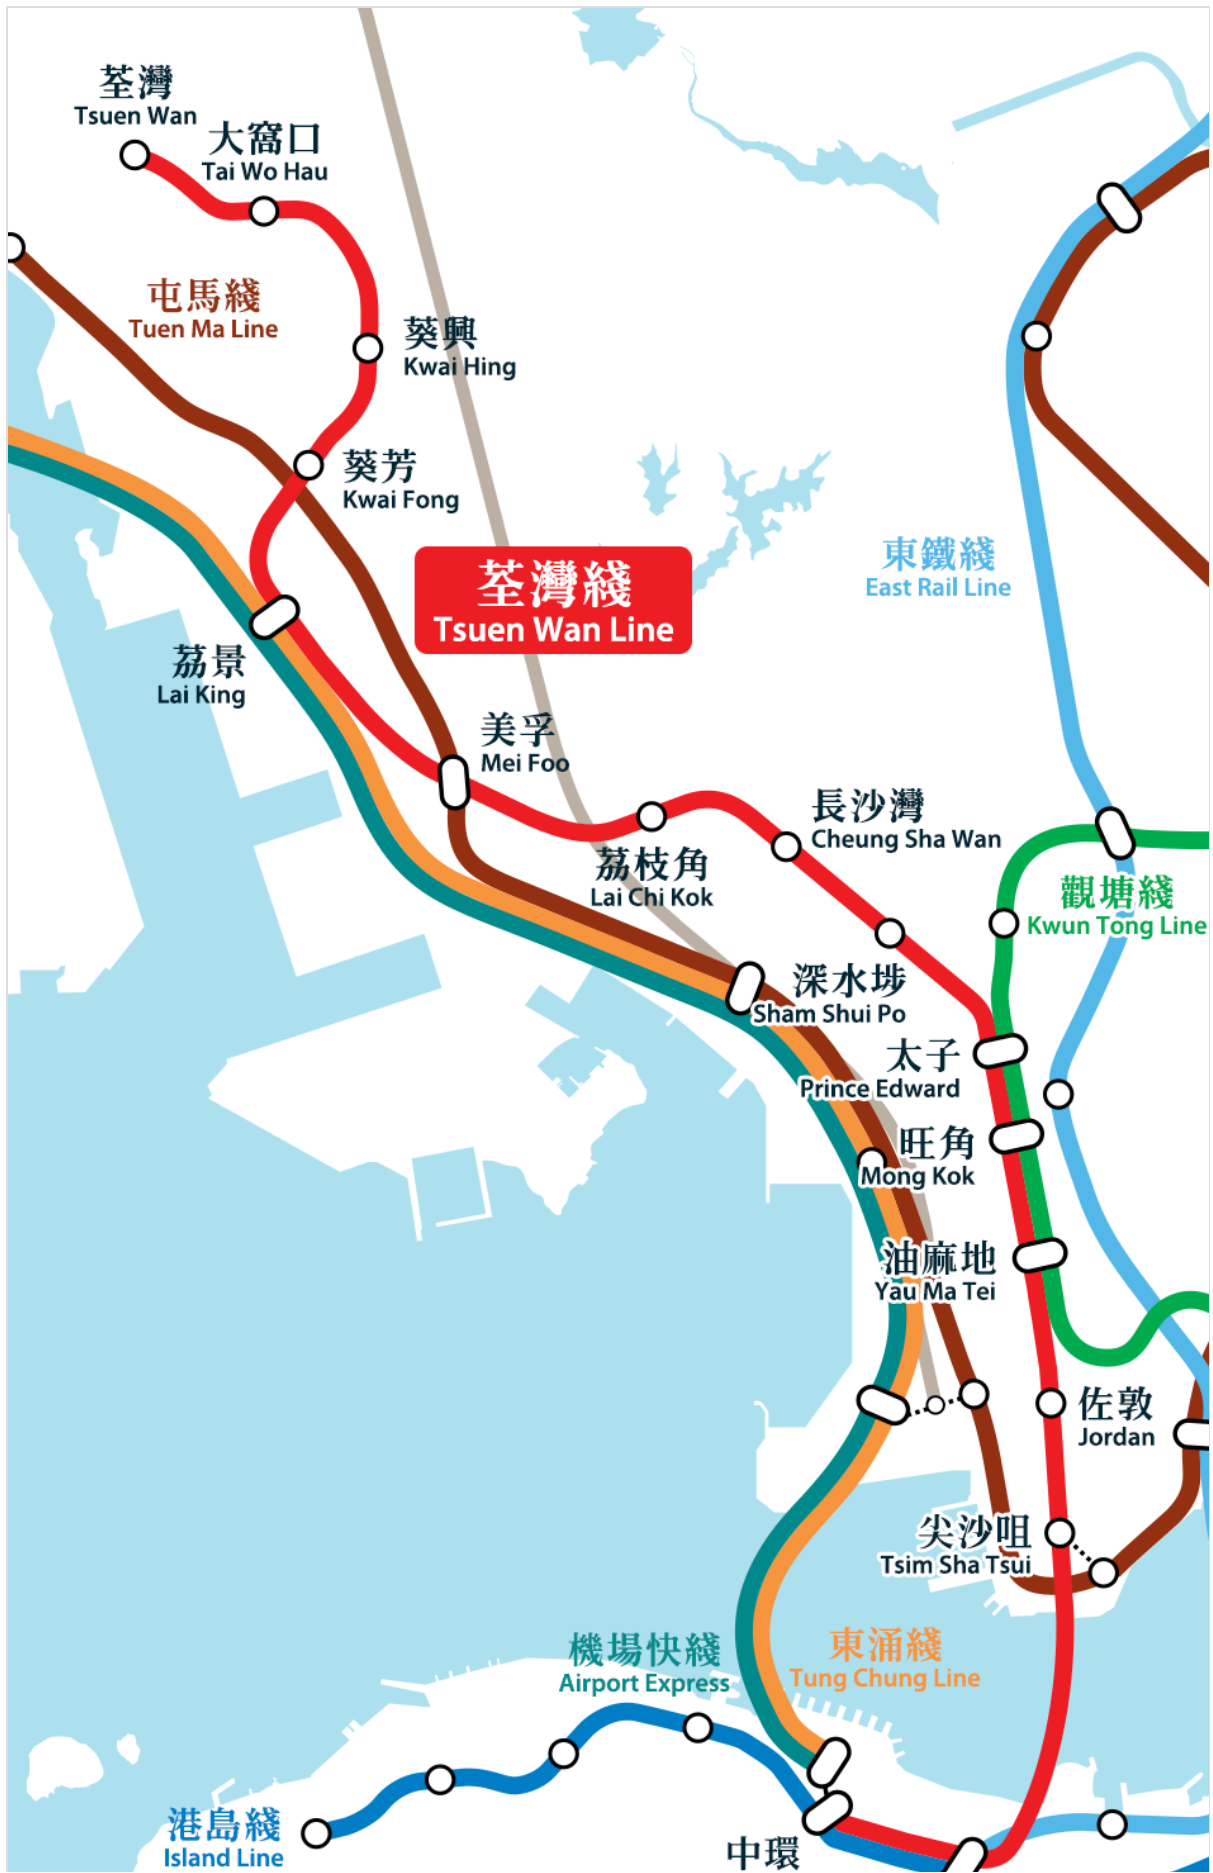 荃灣
Tsuen Wan
大窩口
Tai Wo Hau
屯馬綫
Tuen Ma Line
葵興
Kwai Hing
葵芳
Kwai Fong
荃灣綫
Tsuen Wan Line
東鐵綫
East Rail Line
荔景
Lai King
美孚
Mei Foo
長沙灣
Cheung Sha Wan
荔枝角
Lai Chi Kok
觀塘綫
Kwun Tong Line
深水埗
Sham Shui Po
太子
Prince Edward
旺角
Mong Kok
油麻地
Yau Ma Tei
佐敦
Jordan
尖沙咀
Tsim Sha Tsui
機場快綫
Airport Express
東涌綫
Tung Chung Line
港島綫
Island Line
中環